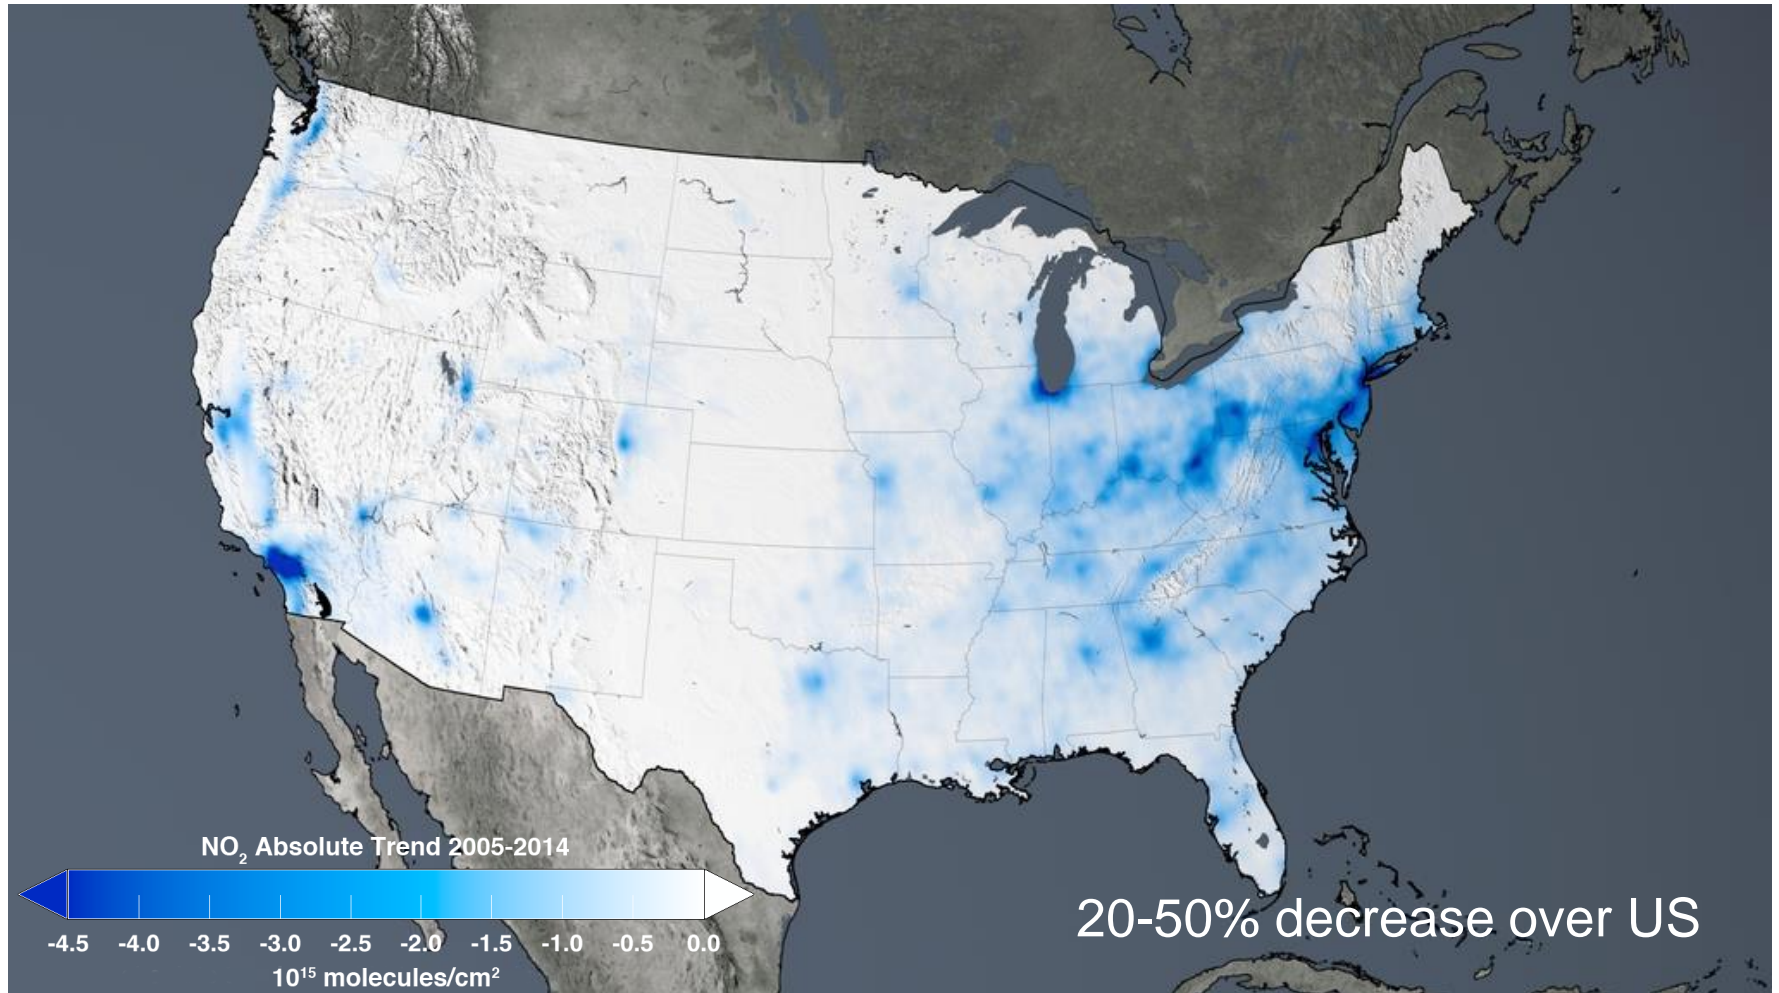 NO₂ Absolute Trend 2005-2014
-4.5 -4.0 -3.5 -3.0 -2.5 -2.0 -1.5 -1.0 -0.5 0.0
10¹⁵ molecules/cm²
20-50% decrease over US